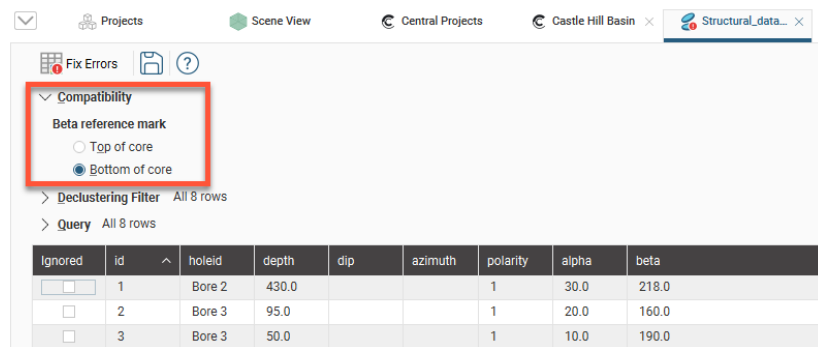 Projects Scene View Central Projects Castle Hill Basin × Structural_data... ×
Fix Errors ?
Compatibility
Beta reference mark
Top of core
Bottom of core
Declustering Filter All 8 rows
Query All 8 rows
Ignored id holeid depth dip azimuth polarity alpha beta
1 Bore 2 430.0 1 30.0 218.0
2 Bore 3 95.0 1 20.0 160.0
3 Bore 3 50.0 1 10.0 190.0